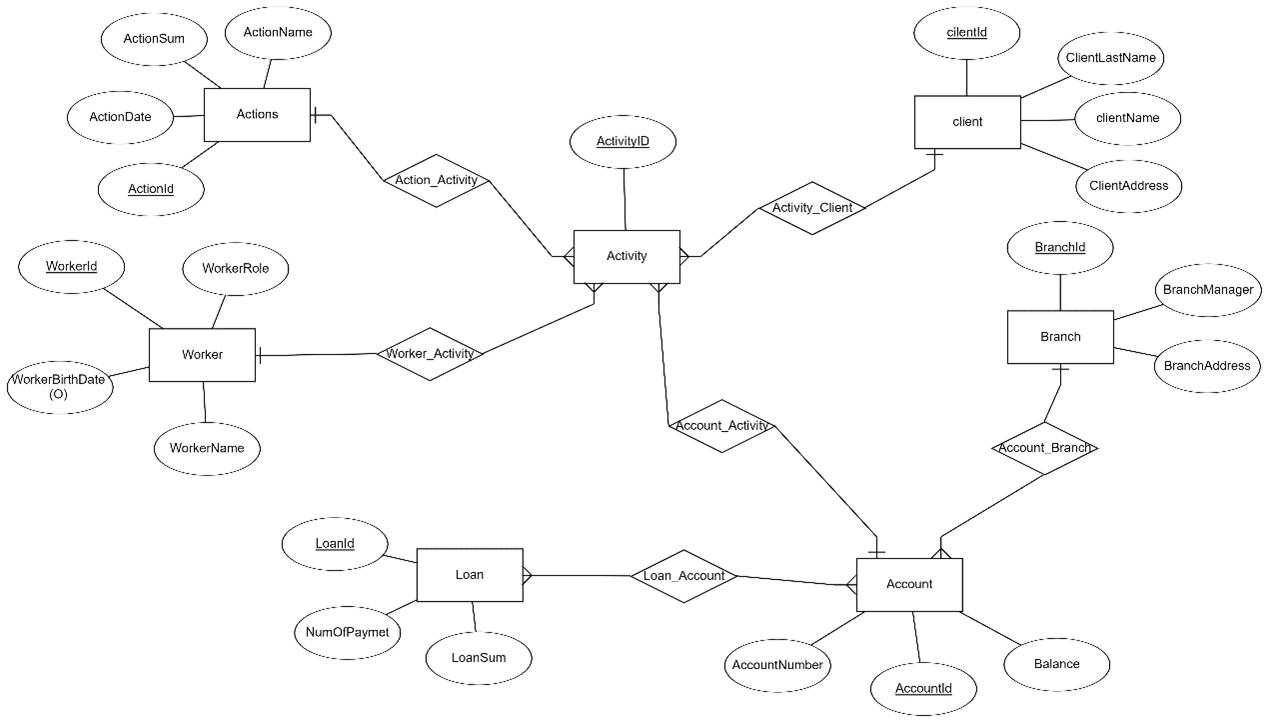 ActionSum
ActionName
ActionDate
Actions
ActionId
Action_Activity
ActivityID
cilentId
ClientLastName
client
clientName
ClientAddress
Activity_Client
Activity
WorkerId
WorkerRole
Worker
WorkerBirthDate
(O)
WorkerName
Worker_Activity
BranchId
BranchManager
Branch
BranchAddress
Account_Activity
Account_Branch
LoanId
Loan
NumOfPaymet
LoanSum
Loan_Account
Account
AccountNumber
AccountId
Balance